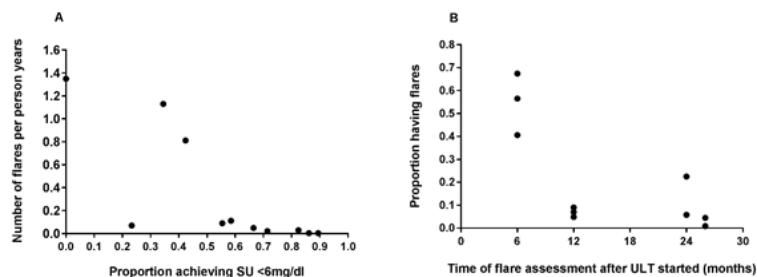 A
Number of flares per person years
1.6
1.4
1.2
1.0
0.8
0.6
0.4
0.2
0.0
0.0 0.1 0.2 0.3 0.4 0.5 0.6 0.7 0.8 0.9 1.0
Proportion achieving SU <6mg/dl
B
Proportion having flares
0.8
0.7
0.6
0.5
0.4
0.3
0.2
0.1
0.0
0 6 12 18 24 30
Time of flare assessment after ULT started (months)